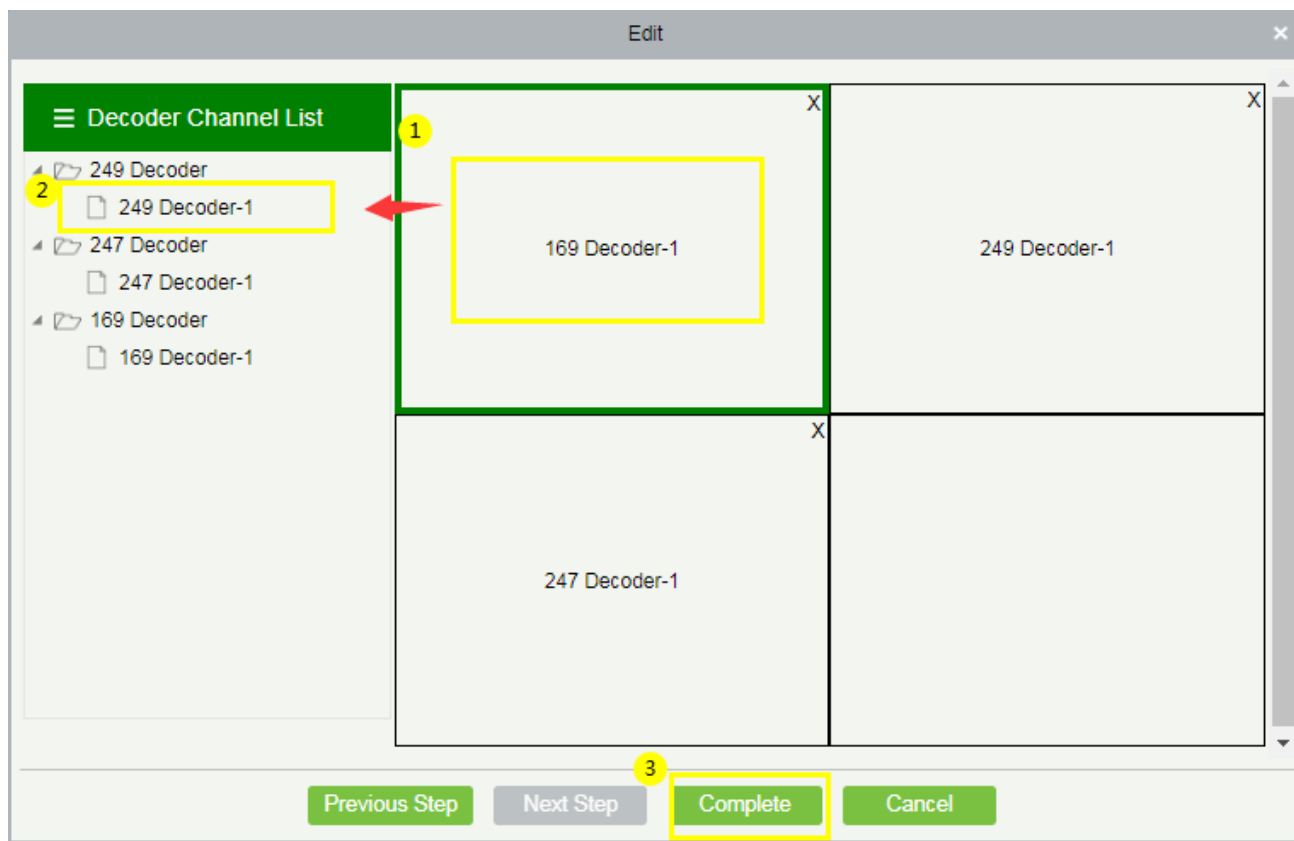 Edit
×
☰ Decoder Channel List
249 Decoder
249 Decoder-1
247 Decoder
247 Decoder-1
169 Decoder
169 Decoder-1
1
2
X
169 Decoder-1
X
249 Decoder-1
X
247 Decoder-1
3
Previous Step
Next Step
Complete
Cancel